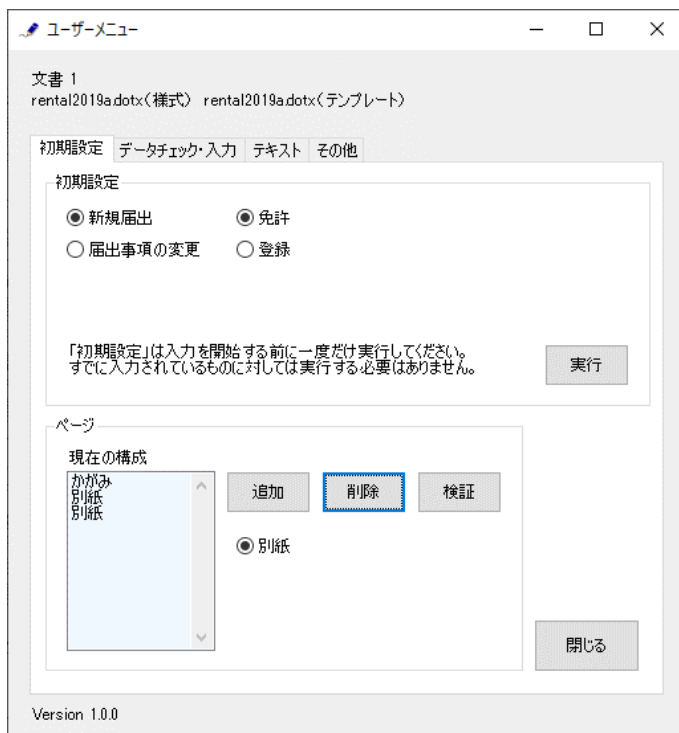 ユーザーメニュー
文書 1
rental2019a.dotx(様式) rental2019a.dotx(テンプレート)
初期設定 データチェック・入力 テキスト その他
初期設定
新規届出 免許
届出事項の変更 登録
「初期設定」は入力を開始する前に一度だけ実行してください。
すでに入力されているものに対しては実行する必要はありません。
実行
ページ
現在の構成
かがみ
別紙
別紙
追加 削除 検証
別紙
閉じる
Version 1.0.0